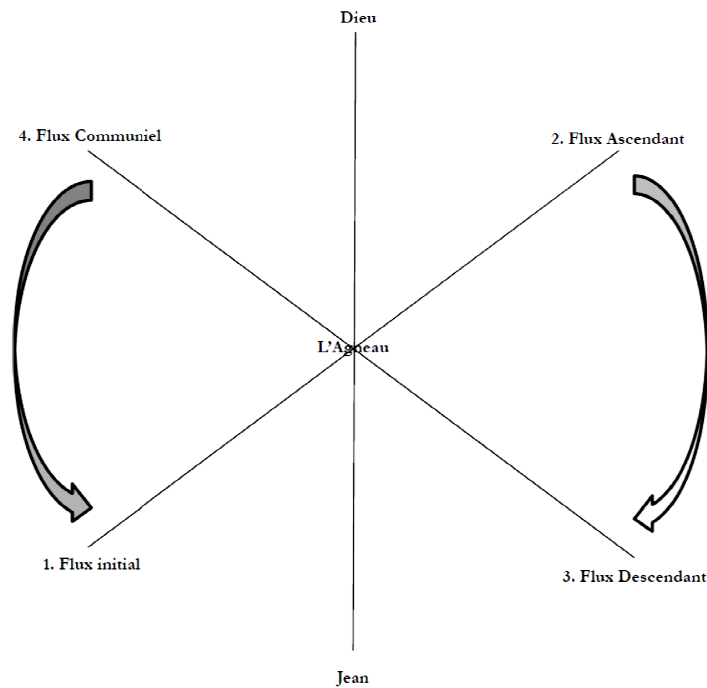 Dieu
4. Flux Communiel
2. Flux Ascendant
L'Agneau
1. Flux initial
3. Flux Descendant
Jean